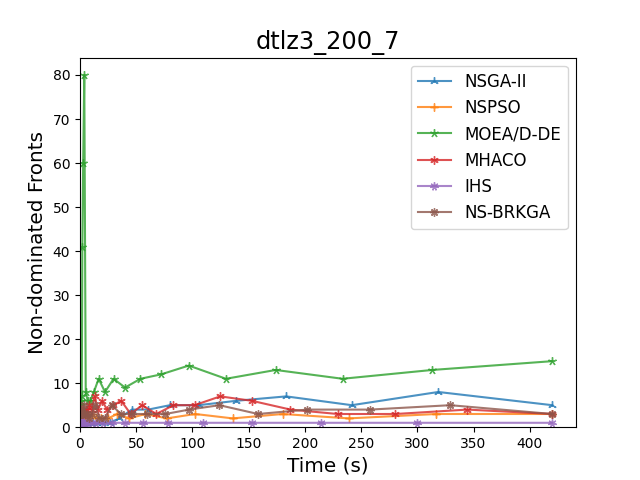 dtlz3_200_7
Non-dominated Fronts
80
70
60
50
40
30
20
10
0
NSGA-II
NSPSO
MOEA/D-DE
MHACO
IHS
NS-BRKGA
0 50 100 150 200 250 300 350 400
Time (s)